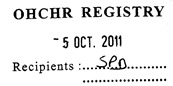 OHCHR REGISTRY
- 5 OCT. 2011
Recipients :.....SPD.....
....................